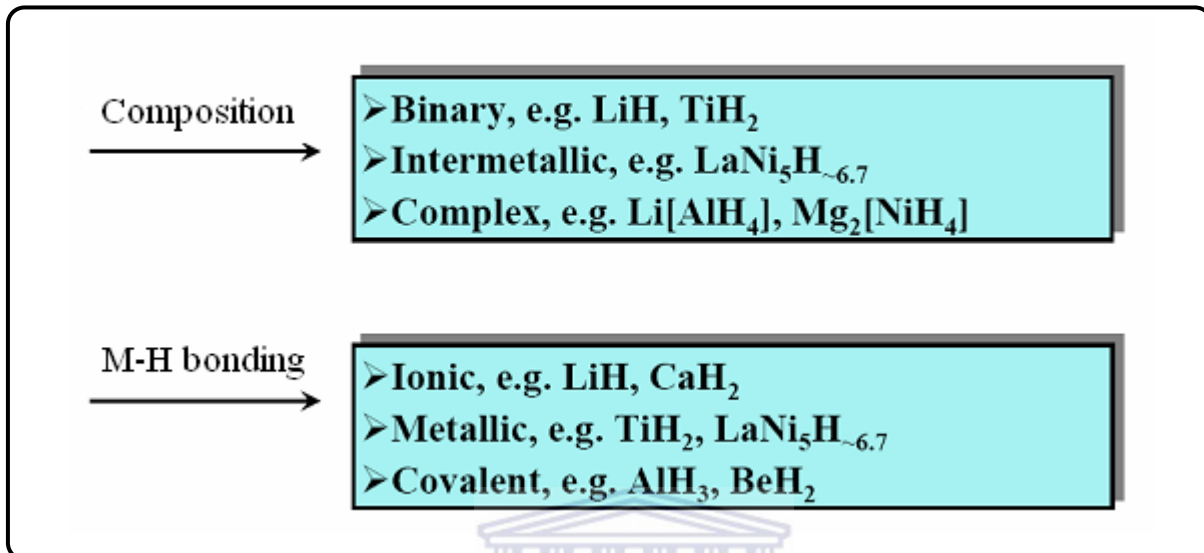 Composition
➢Binary, e.g. LiH, TiH₂
➢Intermetallic, e.g. LaNi₅H~₆.₇
➢Complex, e.g. Li[AlH₄], Mg₂[NiH₄]
M-H bonding
➢Ionic, e.g. LiH, CaH₂
➢Metallic, e.g. TiH₂, LaNi₅H~₆.₇
➢Covalent, e.g. AlH₃, BeH₂